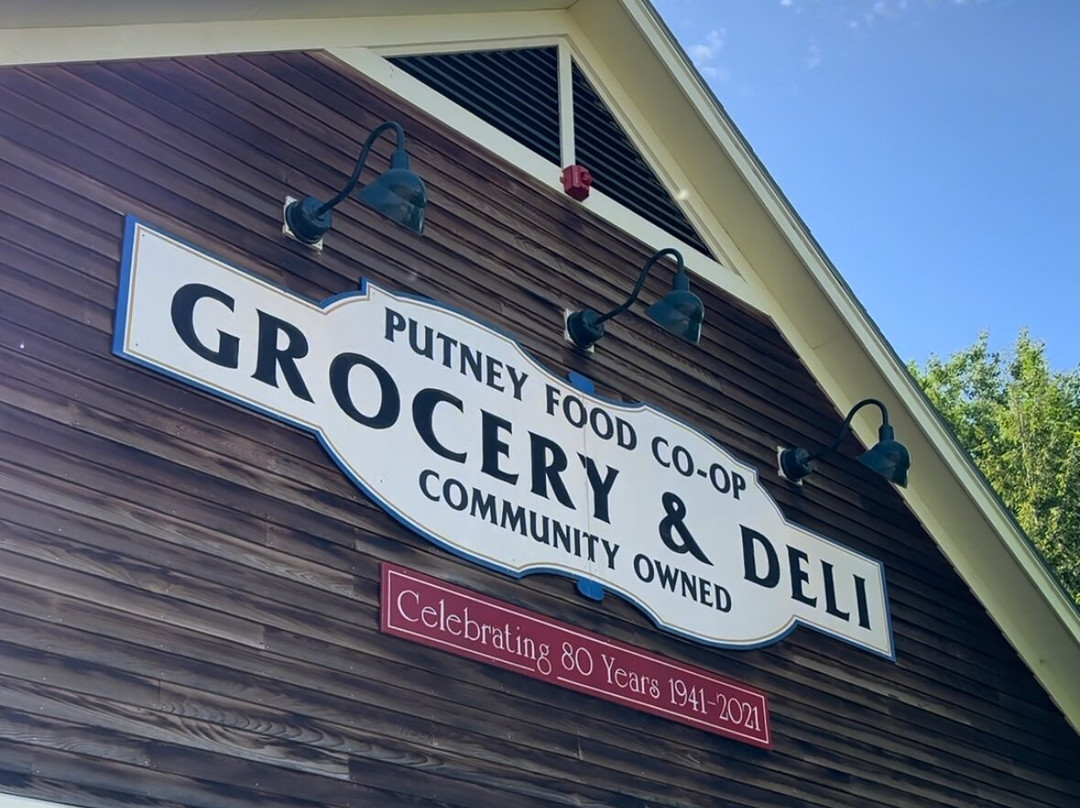 PUTNEY FOOD CO-OP
GROCERY & DELI
COMMUNITY OWNED
Celebrating 80 Years 1941-2021